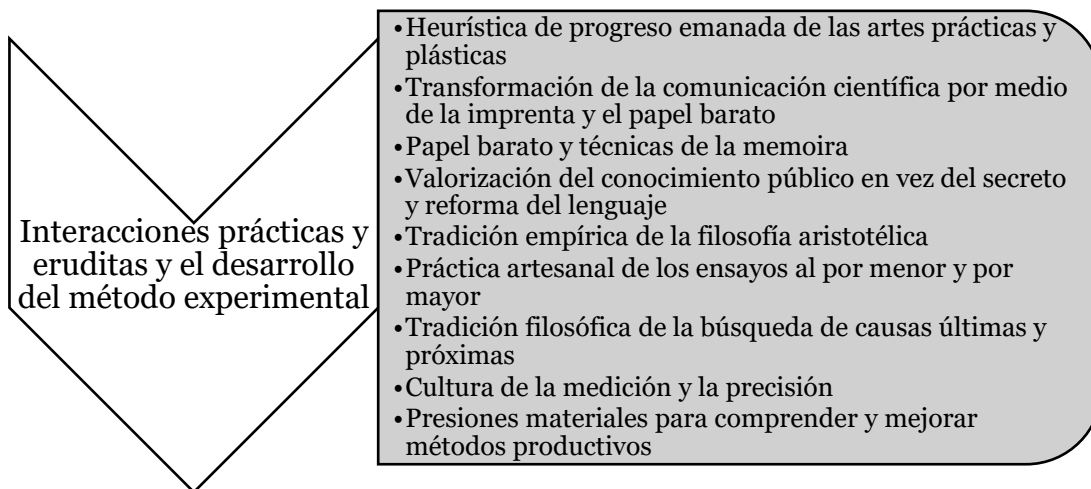 Interacciones prácticas y
eruditas y el desarrollo
del método experimental
•Heurística de progreso emanada de las artes prácticas y
plásticas
•Transformación de la comunicación científica por medio
de la imprenta y el papel barato
•Papel barato y técnicas de la memoira
•Valorización del conocimiento público en vez del secreto
y reforma del lenguaje
•Tradición empírica de la filosofía aristotélica
•Práctica artesanal de los ensayos al por menor y por
mayor
•Tradición filosófica de la búsqueda de causas últimas y
próximas
•Cultura de la medición y la precisión
•Presiones materiales para comprender y mejorar
métodos productivos